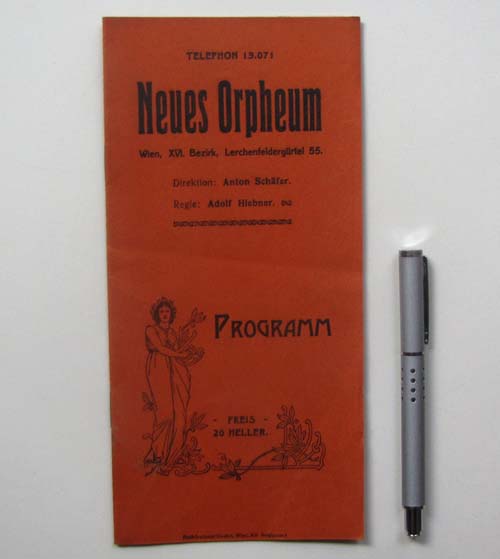 TELEPHON 13.071
Neues Orpheum
Wien, XVI. Bezirk, Lerchenfeldergürtel 55.
Direktion: Anton Schäfer.
Regie: Adolf Hiebner.
PROGRAMM
- PREIS -
20 HELLER.